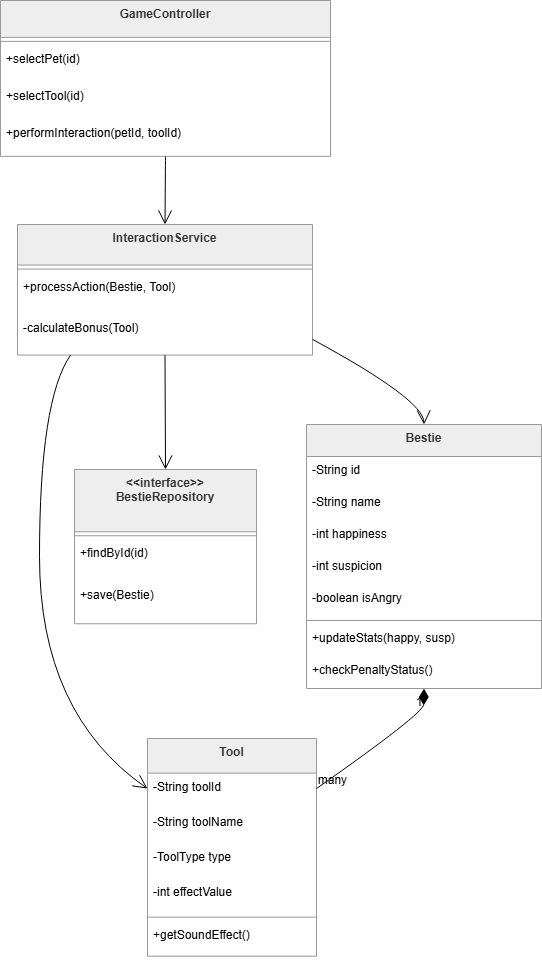 GameController
+selectPet(id)
+selectTool(id)
+performInteraction(petId, toolId)
InteractionService
+processAction(Bestie, Tool)
-calculateBonus(Tool)
<<interface>>
BestieRepository
+findById(id)
+save(Bestie)
Bestie
-String id
-String name
-int happiness
-int suspicion
-boolean isAngry
+updateStats(happy, susp)
+checkPenaltyStatus()
1
many
Tool
-String toolId
-String toolName
-ToolType type
-int effectValue
+getSoundEffect()